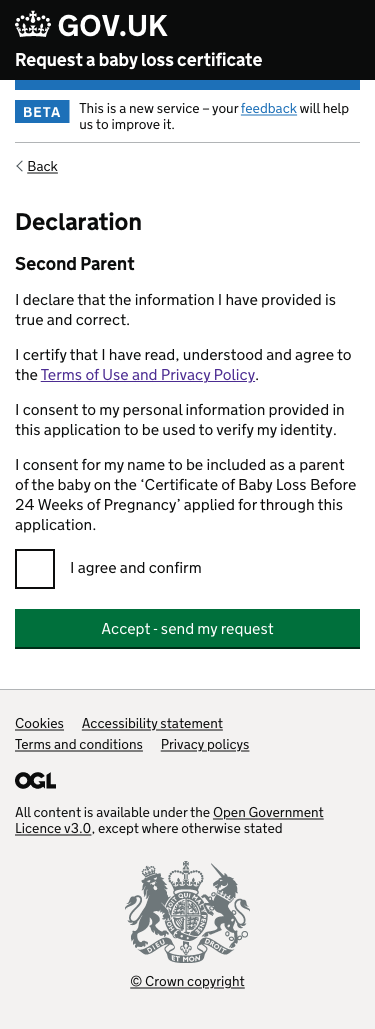 GOV.UK
Request a baby loss certificate
BETA
This is a new service – your feedback will help
us to improve it.
Back
Declaration
Second Parent
I declare that the information I have provided is
true and correct.
I certify that I have read, understood and agree to
the Terms of Use and Privacy Policy.
I consent to my personal information provided in
this application to be used to verify my identity.
I consent for my name to be included as a parent
of the baby on the ‘Certificate of Baby Loss Before
24 Weeks of Pregnancy’ applied for through this
application.
I agree and confirm
Accept - send my request
Cookies Accessibility statement
Terms and conditions Privacy policys
OGL
All content is available under the Open Government
Licence v3.0, except where otherwise stated
DIEU ET MON DROIT
© Crown copyright